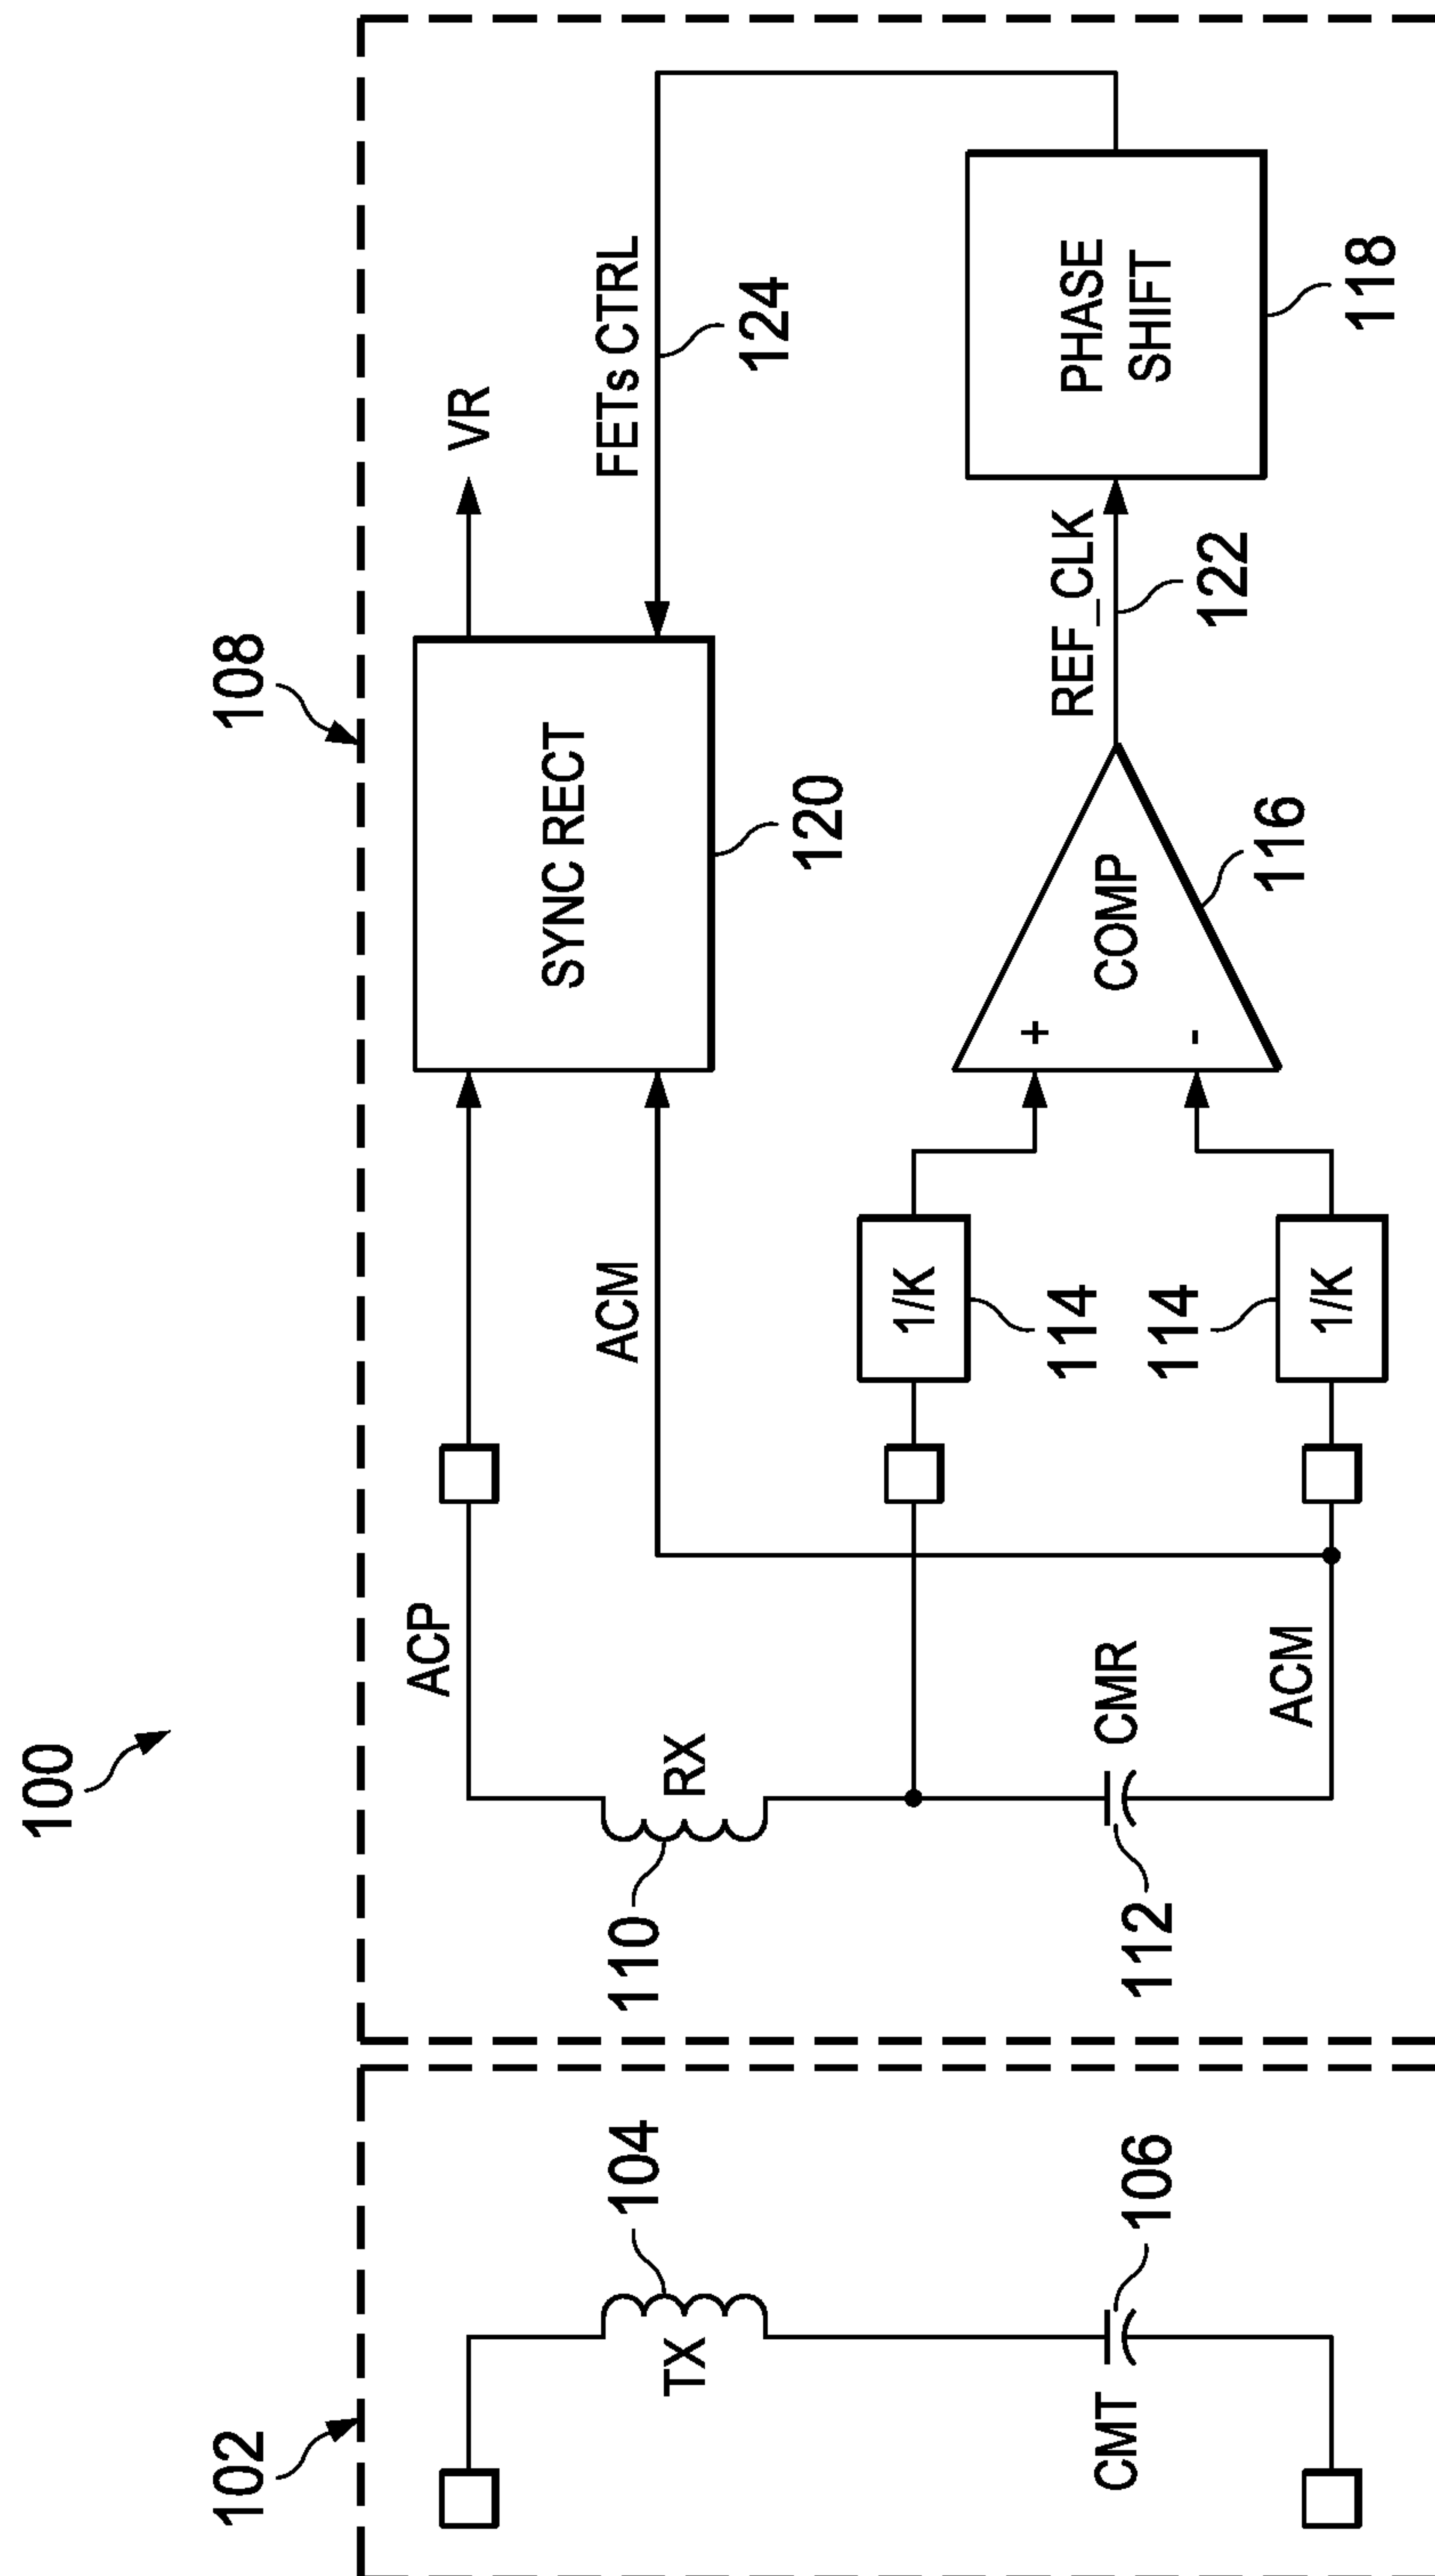 100
102
108
TX
104
CMT
106
ACP
RX
110
CMR
112
ACM
ACM
1/K
114
1/K
114
+
-
COMP
116
SYNC RECT
120
VR
FETs CTRL
124
REF_CLK
122
PHASE
SHIFT
118